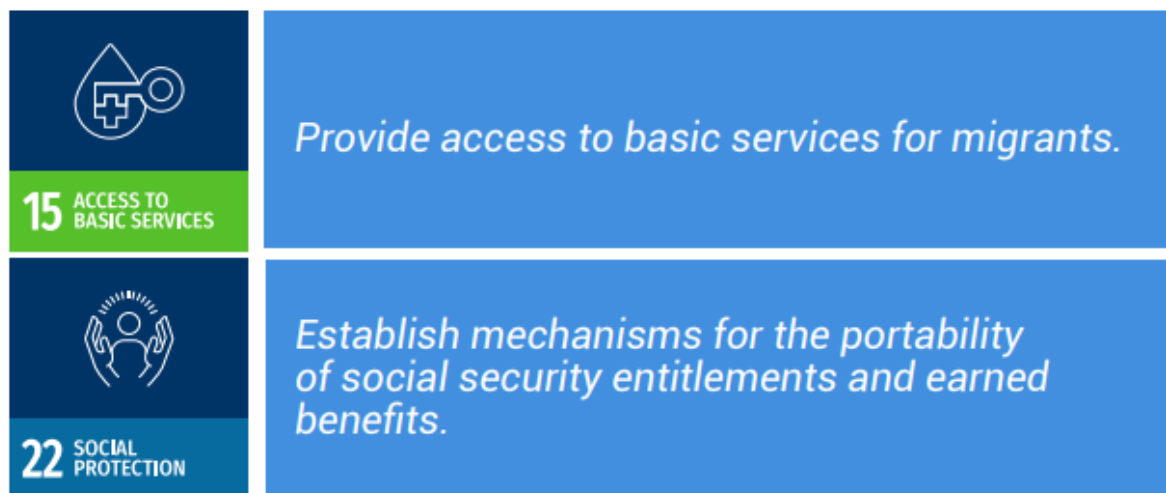 15 ACCESS TO
BASIC SERVICES
Provide access to basic services for migrants.
22 SOCIAL
PROTECTION
Establish mechanisms for the portability
of social security entitlements and earned
benefits.